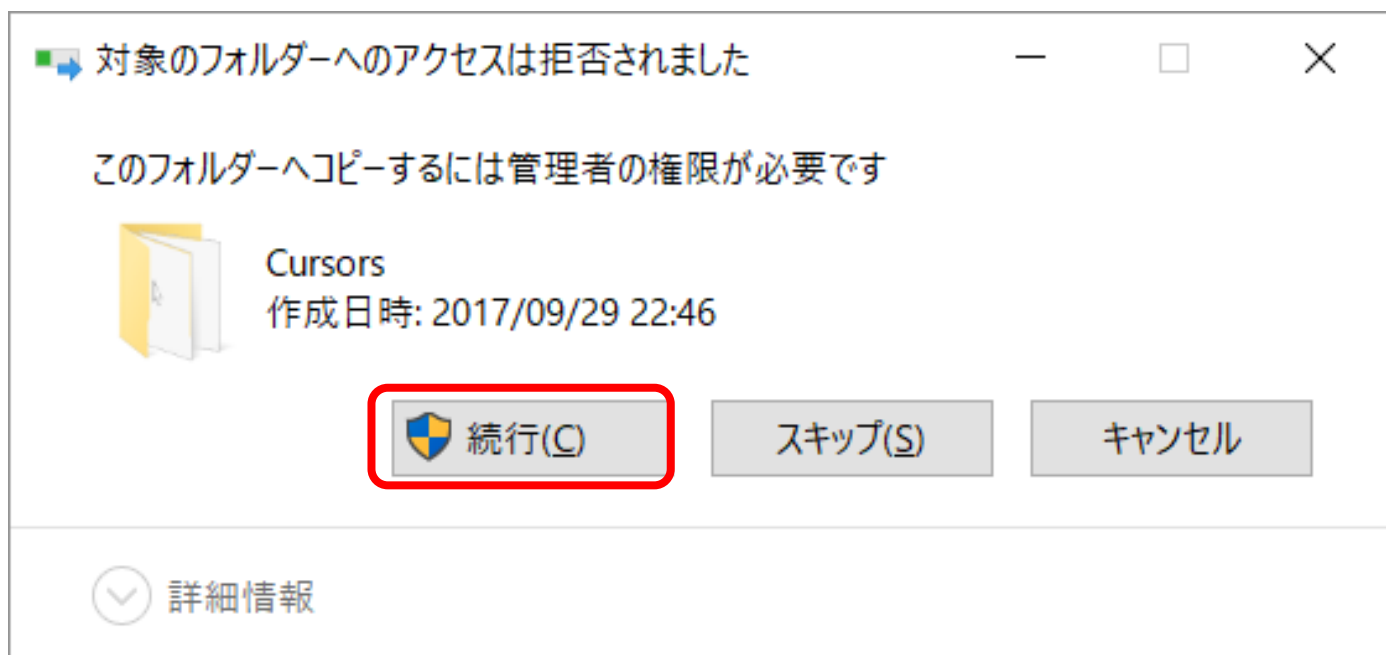 対象のフォルダーへのアクセスは拒否されました
このフォルダーへコピーするには管理者の権限が必要です
Cursors
作成日時: 2017/09/29 22:46
続行(C) スキップ(S) キャンセル
詳細情報